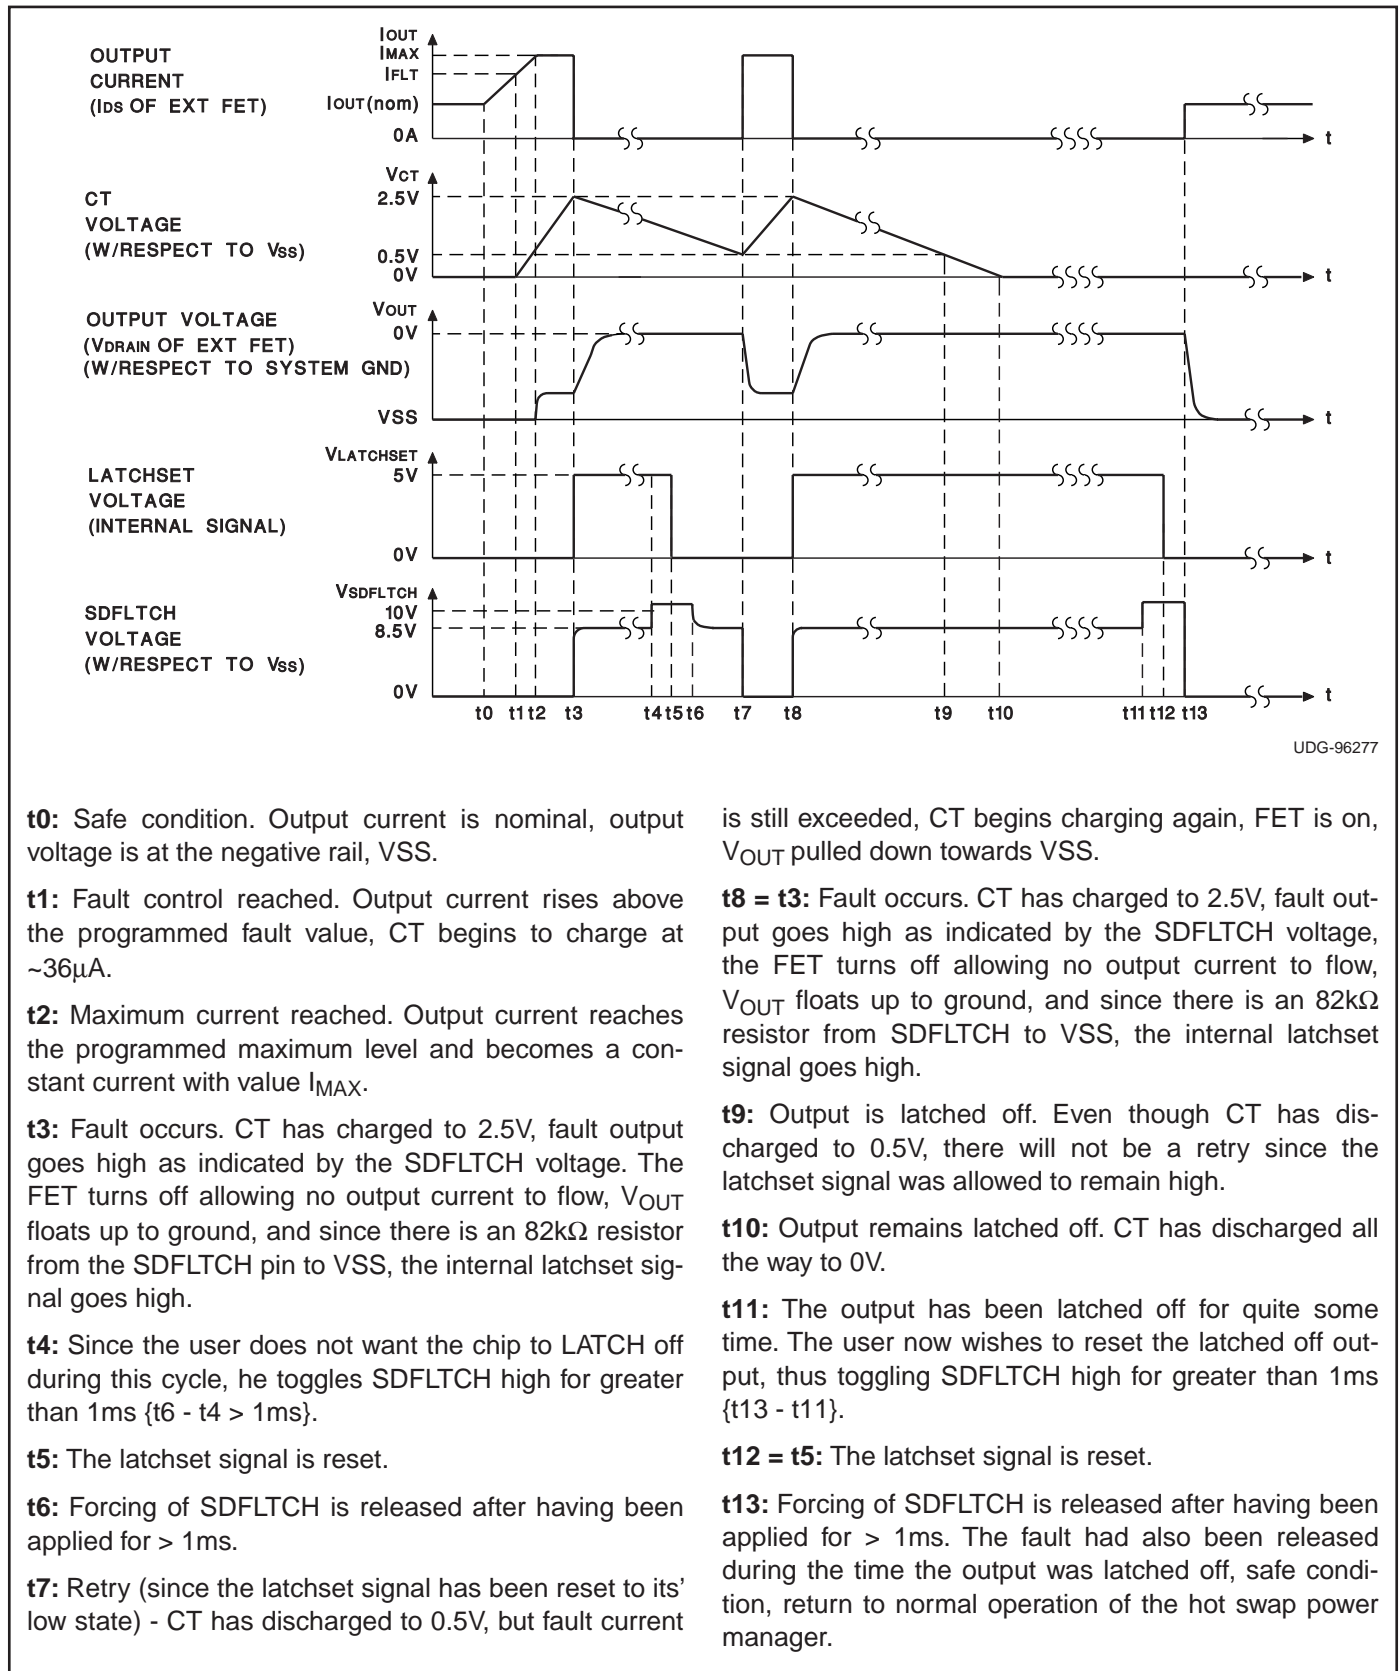 OUTPUT
CURRENT
(IDS OF EXT FET)
IOUT
IMAX
IFLT
IOUT(nom)
0A
t
CT
VOLTAGE
(W/RESPECT TO VSS)
VCT
2.5V
0.5V
0V
t
OUTPUT VOLTAGE
(VDRAIN OF EXT FET)
(W/RESPECT TO SYSTEM GND)
VOUT
0V
VSS
t
LATCHSET
VOLTAGE
(INTERNAL SIGNAL)
VLATCHSET
5V
0V
t
SDFLTCH
VOLTAGE
(W/RESPECT TO VSS)
VSDFLTCH
10V
8.5V
0V
t
t0 t1 t2 t3 t4 t5 t6 t7 t8 t9 t10 t11 t12 t13
UDG-96277
t0: Safe condition. Output current is nominal, output
voltage is at the negative rail, VSS.
t1: Fault control reached. Output current rises above
the programmed fault value, CT begins to charge at
~36µA.
t2: Maximum current reached. Output current reaches
the programmed maximum level and becomes a con-
stant current with value IMAX.
t3: Fault occurs. CT has charged to 2.5V, fault output
goes high as indicated by the SDFLTCH voltage. The
FET turns off allowing no output current to flow, VOUT
floats up to ground, and since there is an 82kΩ resistor
from the SDFLTCH pin to VSS, the internal latchset sig-
nal goes high.
t4: Since the user does not want the chip to LATCH off
during this cycle, he toggles SDFLTCH high for greater
than 1ms {t6 - t4 > 1ms}.
t5: The latchset signal is reset.
t6: Forcing of SDFLTCH is released after having been
applied for > 1ms.
t7: Retry (since the latchset signal has been reset to its'
low state) - CT has discharged to 0.5V, but fault current
is still exceeded, CT begins charging again, FET is on,
VOUT pulled down towards VSS.
t8 = t3: Fault occurs. CT has charged to 2.5V, fault out-
put goes high as indicated by the SDFLTCH voltage,
the FET turns off allowing no output current to flow,
VOUT floats up to ground, and since there is an 82kΩ
resistor from SDFLTCH to VSS, the internal latchset
signal goes high.
t9: Output is latched off. Even though CT has dis-
charged to 0.5V, there will not be a retry since the
latchset signal was allowed to remain high.
t10: Output remains latched off. CT has discharged all
the way to 0V.
t11: The output has been latched off for quite some
time. The user now wishes to reset the latched off out-
put, thus toggling SDFLTCH high for greater than 1ms
{t13 - t11}.
t12 = t5: The latchset signal is reset.
t13: Forcing of SDFLTCH is released after having been
applied for > 1ms. The fault had also been released
during the time the output was latched off, safe condi-
tion, return to normal operation of the hot swap power
manager.